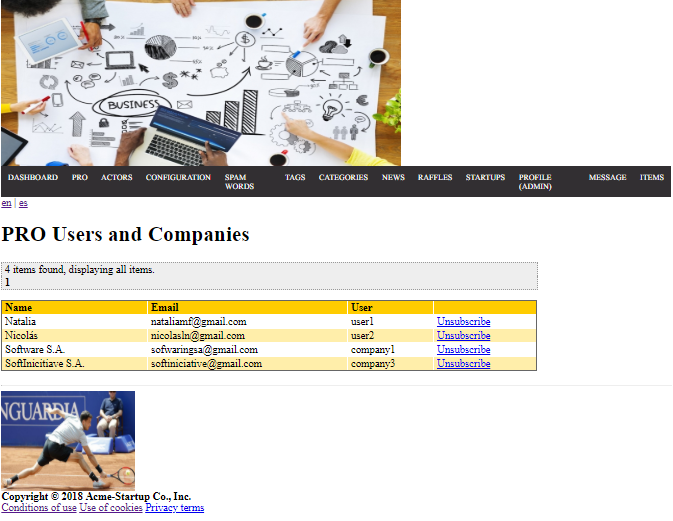 BUSINESS
DASHBOARD PRO ACTORS CONFIGURATION SPAM WORDS TAGS CATEGORIES NEWS RAFFLES STARTUPS PROFILE (ADMIN) MESSAGE ITEMS
en | es
PRO Users and Companies
4 items found, displaying all items.
1
Name Email User
Natalia nataliamf@gmail.com user1 Unsubscribe
Nicolás nicolasln@gmail.com user2 Unsubscribe
Software S.A. sofwaringsa@gmail.com company1 Unsubscribe
SoftInicitiave S.A. softiniciative@gmail.com company3 Unsubscribe
NGUARDIA
Copyright © 2018 Acme-Startup Co., Inc.
Conditions of use Use of cookies Privacy terms